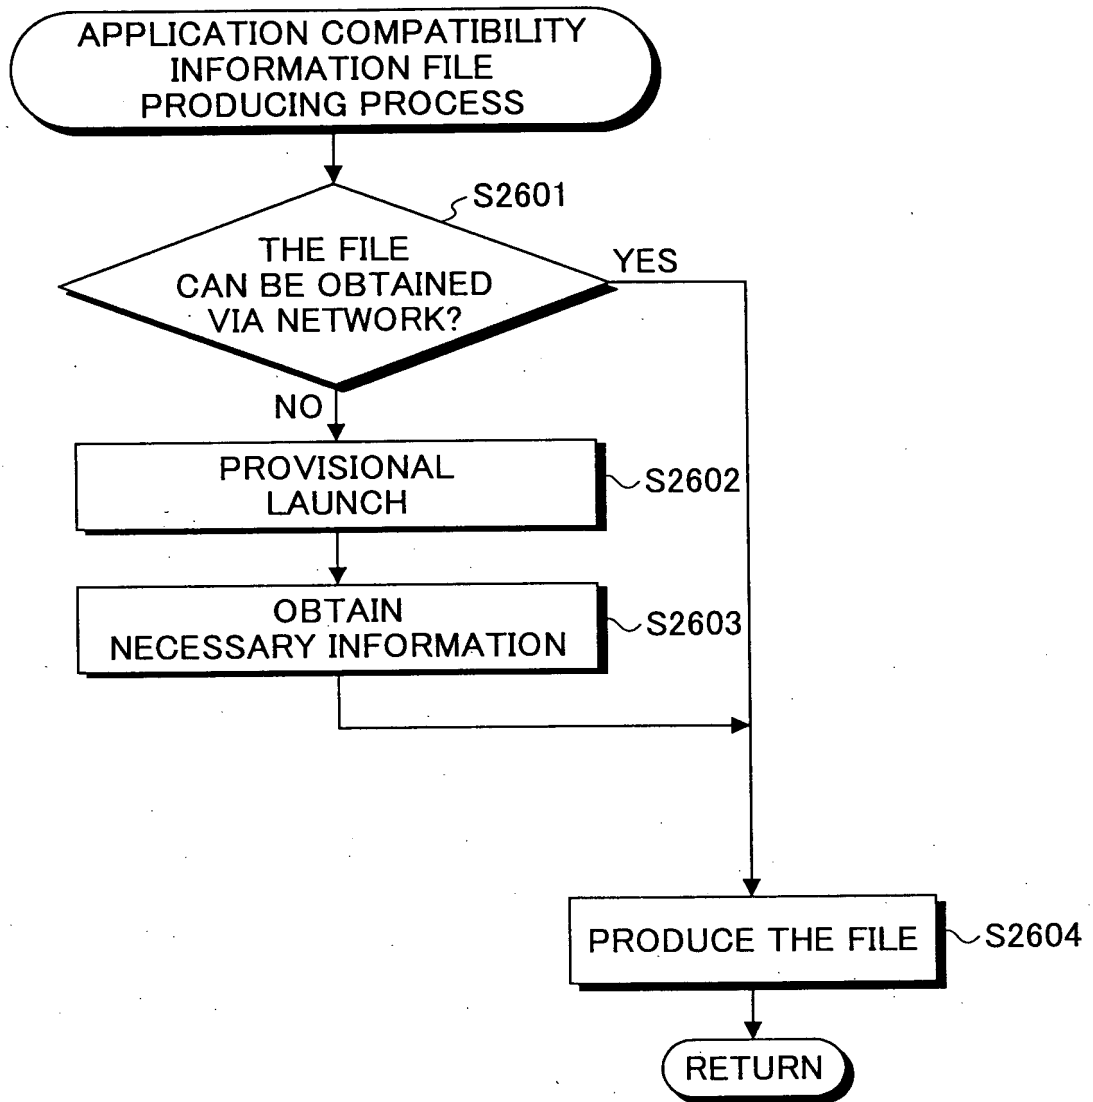 APPLICATION COMPATIBILITY
INFORMATION FILE
PRODUCING PROCESS
S2601
THE FILE
CAN BE OBTAINED
VIA NETWORK?
YES
NO
PROVISIONAL
LAUNCH
S2602
OBTAIN
NECESSARY INFORMATION
S2603
PRODUCE THE FILE
S2604
RETURN